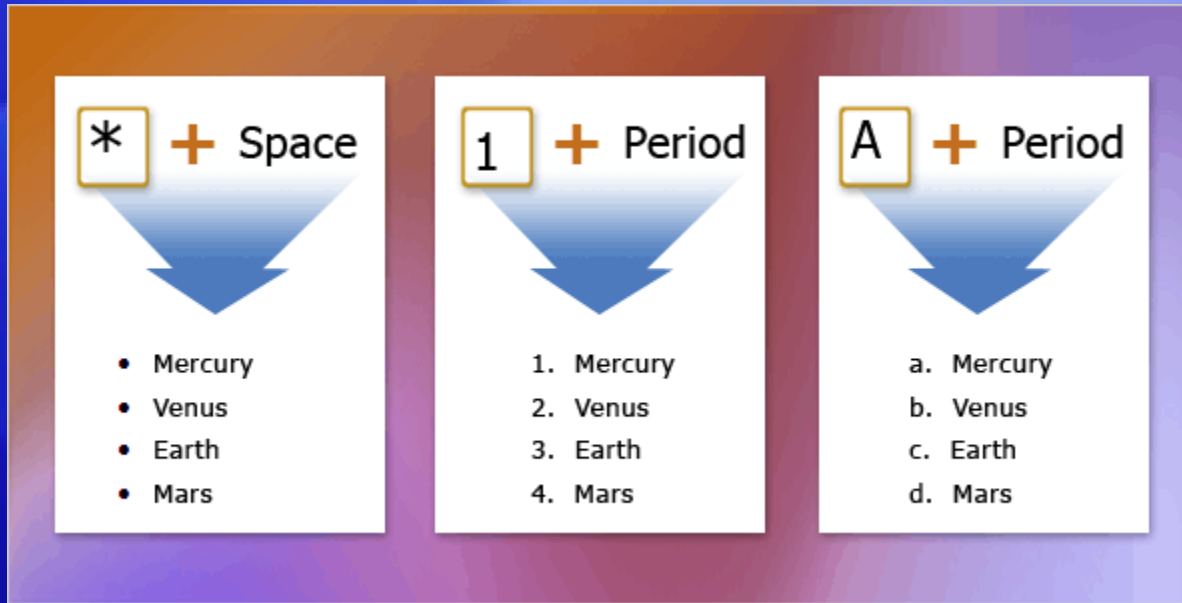 * + Space
• Mercury
• Venus
• Earth
• Mars
1 + Period
1. Mercury
2. Venus
3. Earth
4. Mars
A + Period
a. Mercury
b. Venus
c. Earth
d. Mars